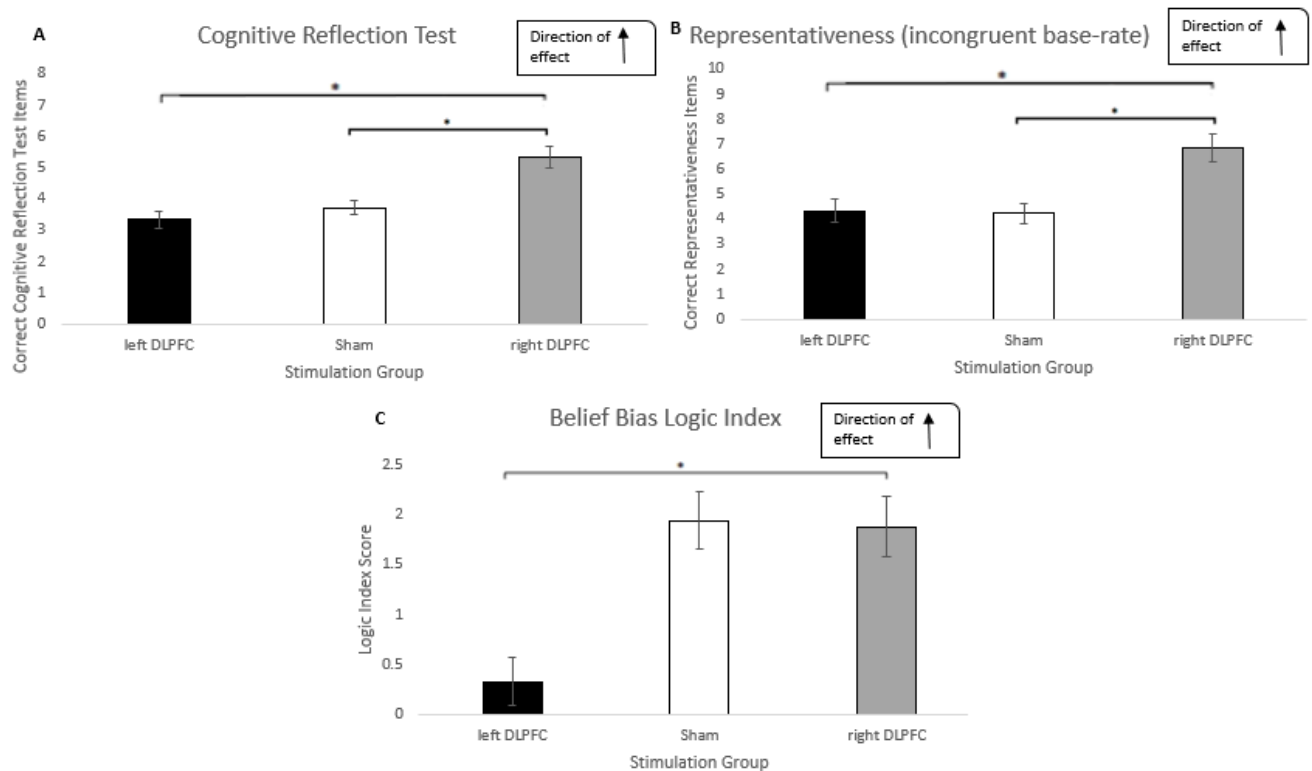 A
Cognitive Reflection Test
Direction of
effect
Correct Cognitive Reflection Test Items
8
7
6
5
4
3
2
1
0
*
*
left DLPFC
Sham
right DLPFC
Stimulation Group
B
Representativeness (incongruent base-rate)
Direction of
effect
Correct Representativeness Items
10
9
8
7
6
5
4
3
2
1
0
*
*
left DLPFC
Sham
right DLPFC
Stimulation Group
C
Belief Bias Logic Index
Direction of
effect
Logic Index Score
2.5
2
1.5
1
0.5
0
*
left DLPFC
Sham
right DLPFC
Stimulation Group